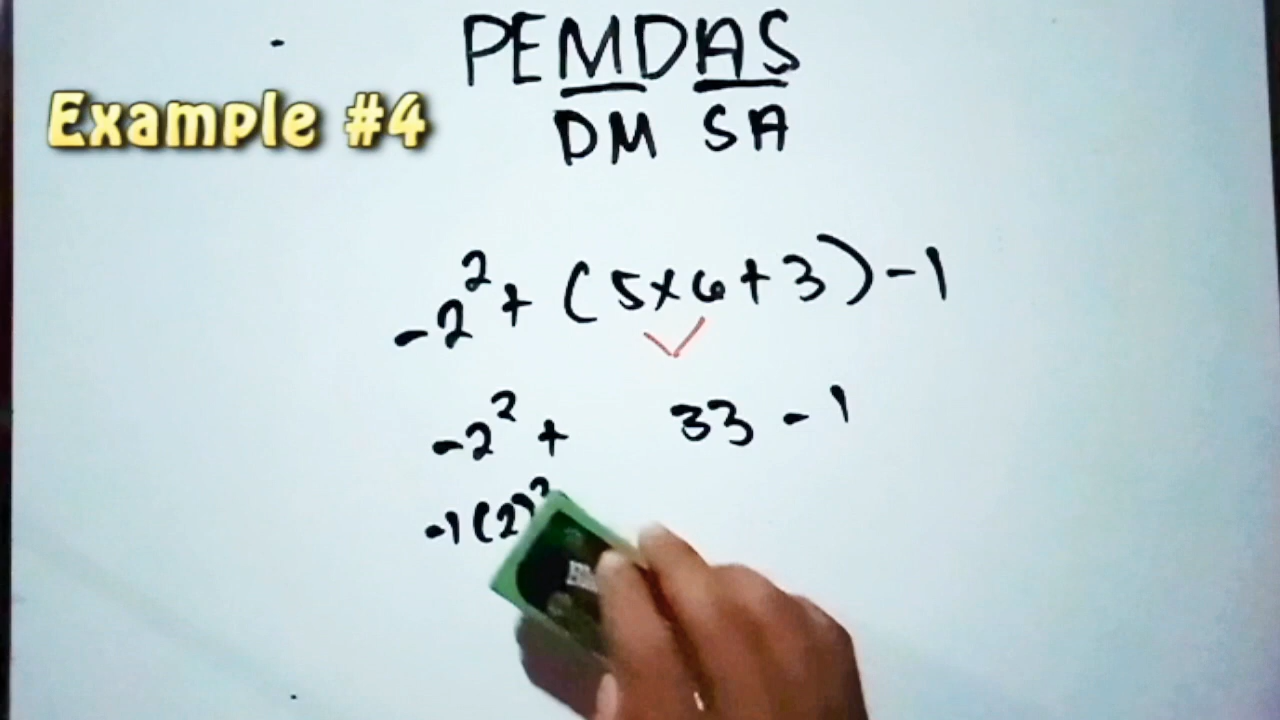 PEMDAS
Example #4
DM SA
-2² + (5×6+3)-1
-2² + 33 - 1
-1(2)²